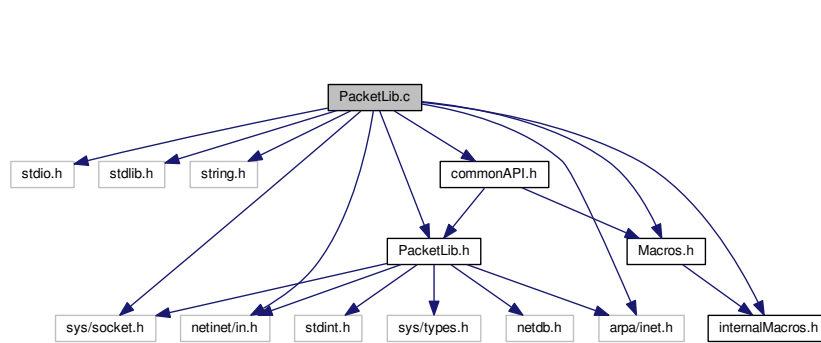 PacketLib.c
stdio.h
stdlib.h
string.h
commonAPI.h
PacketLib.h
Macros.h
sys/socket.h
netinet/in.h
stdint.h
sys/types.h
netdb.h
arpa/inet.h
internalMacros.h